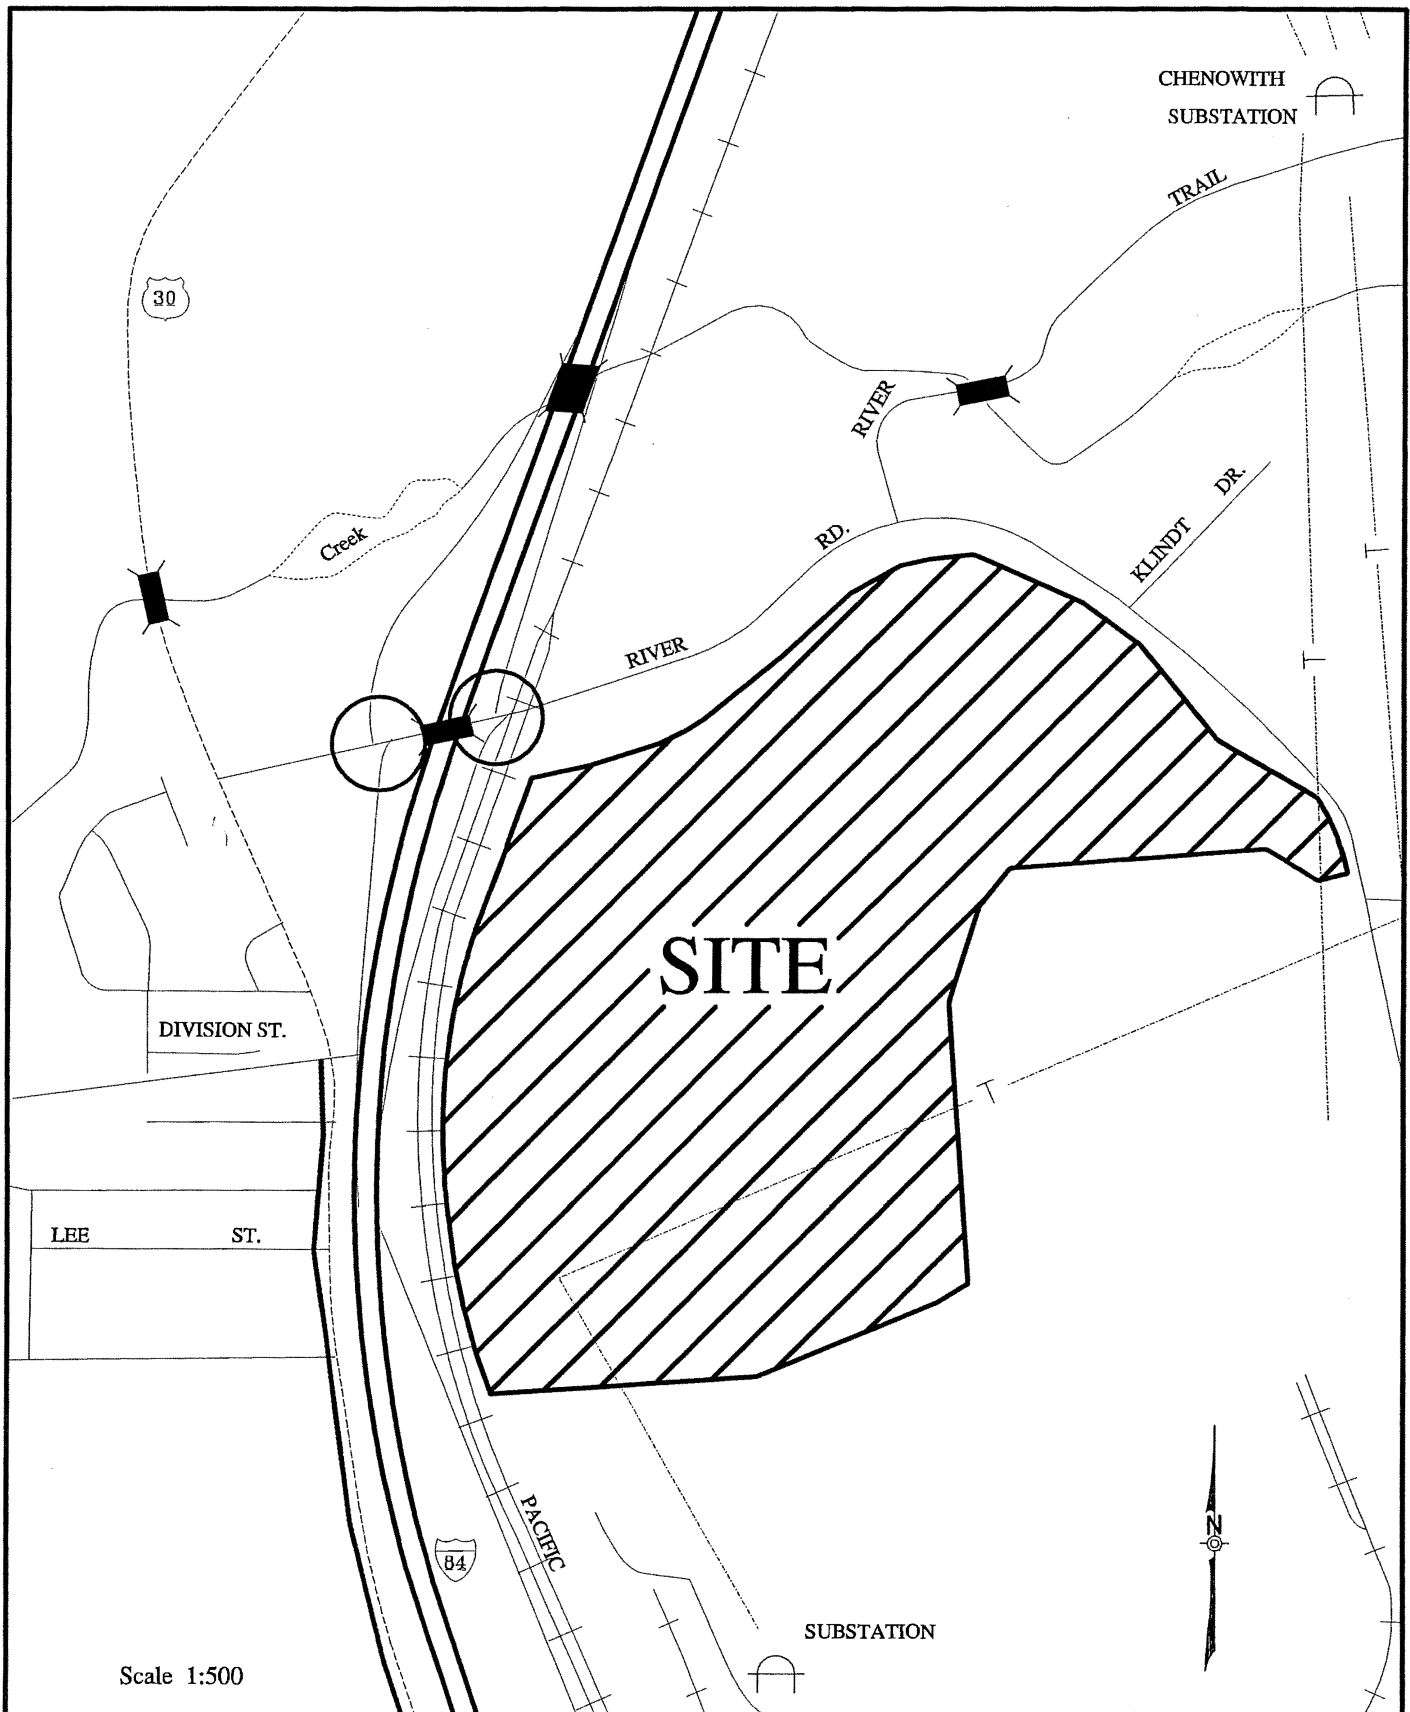 CHENOWITH
SUBSTATION
TRAIL
30
RIVER
DR.
KLINDT
RD.
Creek
RIVER
SITE
DIVISION ST.
T
T
T
LEE ST.
PACIFIC
84
N
SUBSTATION
Scale 1:500